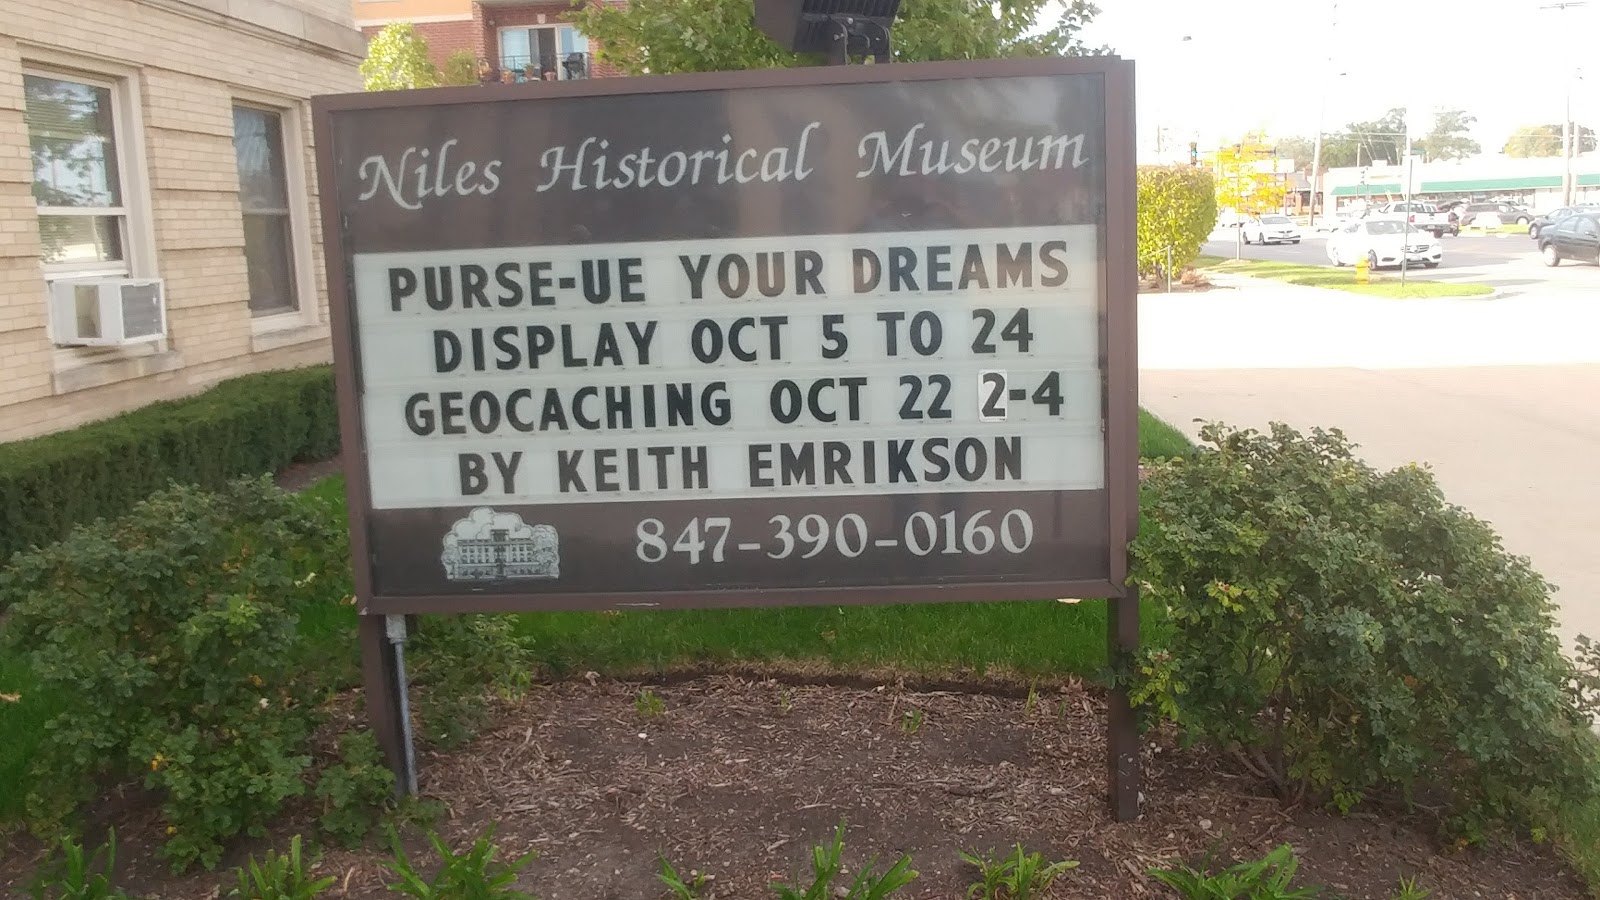 Niles Historical Museum
PURSE-UE YOUR DREAMS
DISPLAY OCT 5 TO 24
GEOCACHING OCT 22 2-4
BY KEITH EMRIKSON
847-390-0160